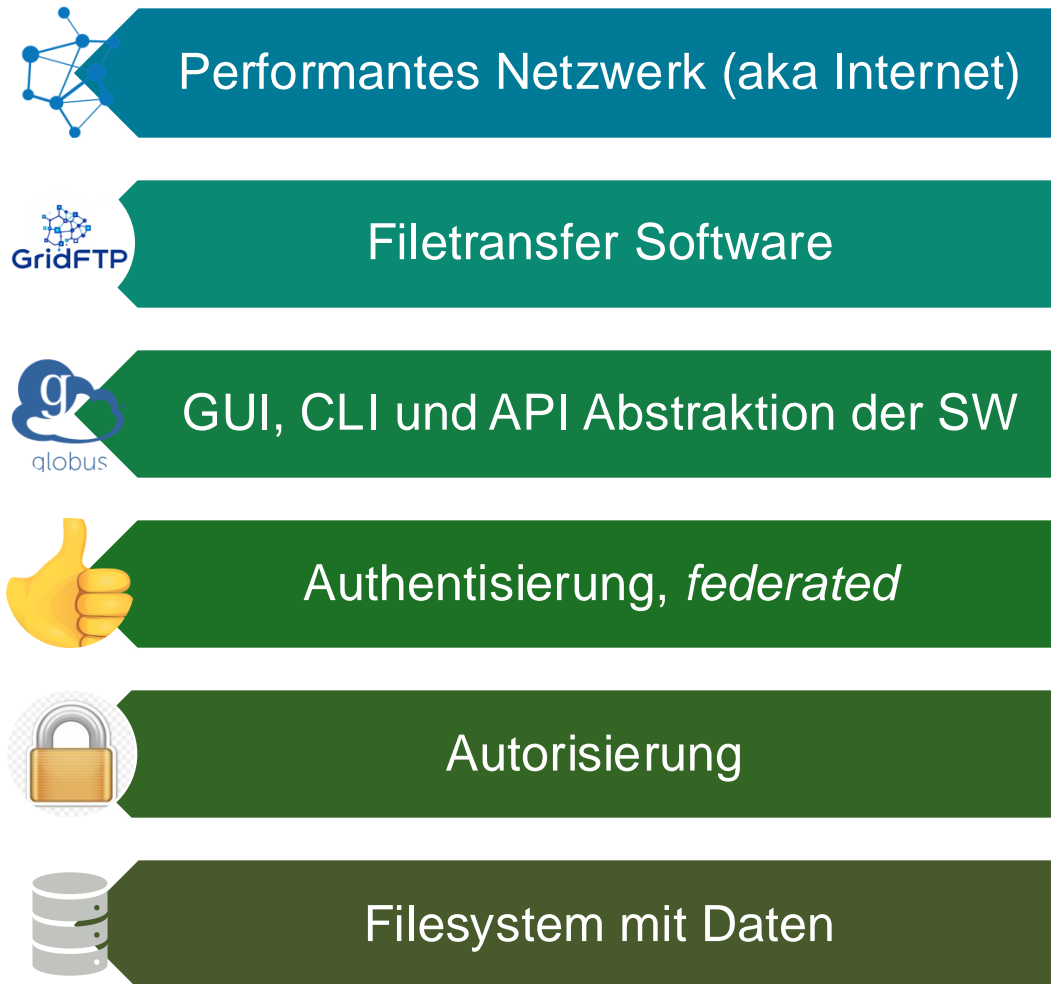 Performantes Netzwerk (aka Internet)
GridFTP
Filetransfer Software
g
globus
GUI, CLI und API Abstraktion der SW
Authentisierung, federated
Autorisierung
Filesystem mit Daten